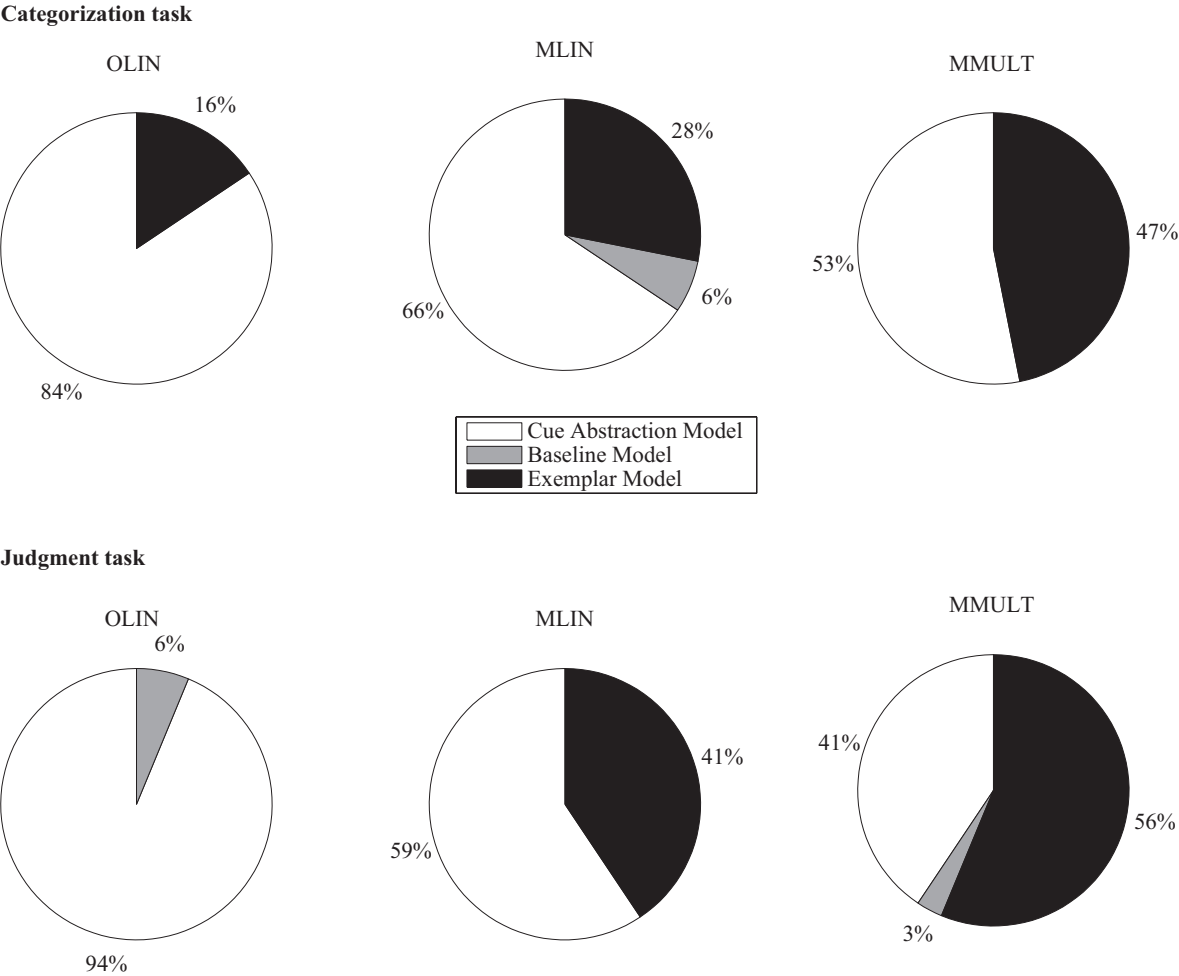 Categorization task
OLIN
MLIN
MMULT
16%
84%
28%
6%
66%
47%
53%
Cue Abstraction Model
Baseline Model
Exemplar Model
Judgment task
OLIN
MLIN
MMULT
6%
94%
41%
59%
41%
56%
3%